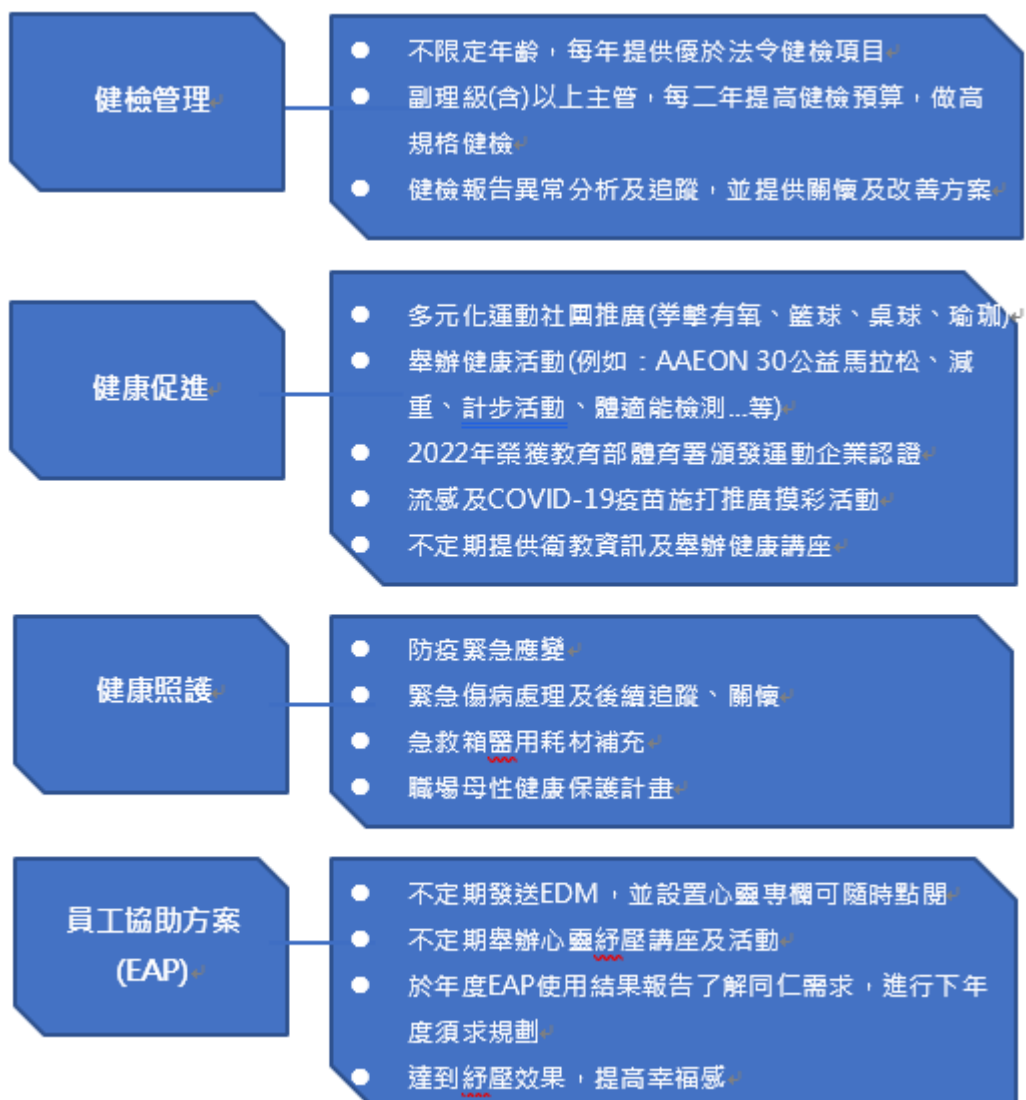 健檢管理
不限定年齡，每年提供優於法令健檢項目
副理級(含)以上主管，每二年提高健檢預算，做高
規格健檢
健檢報告異常分析及追蹤，並提供關懷及改善方案
健康促進
多元化運動社團推廣(拳擊有氧、籃球、桌球、瑜珈)
舉辦健康活動(例如：AAEON 30公益馬拉松、減
重、計步活動、體適能檢測...等)
2022年榮獲教育部體育署頒發運動企業認證
流感及COVID-19疫苗施打推廣摸彩活動
不定期提供衛教資訊及舉辦健康講座
健康照護
防疫緊急應變
緊急傷病處理及後續追蹤、關懷
急救箱醫用耗材補充
職場母性健康保護計畫
員工協助方案
(EAP)
不定期發送EDM，並設置心靈專欄可隨時點閱
不定期舉辦心靈紓壓講座及活動
於年度EAP使用結果報告了解同仁需求，進行下年
度須求規劃
達到紓壓效果，提高幸福感